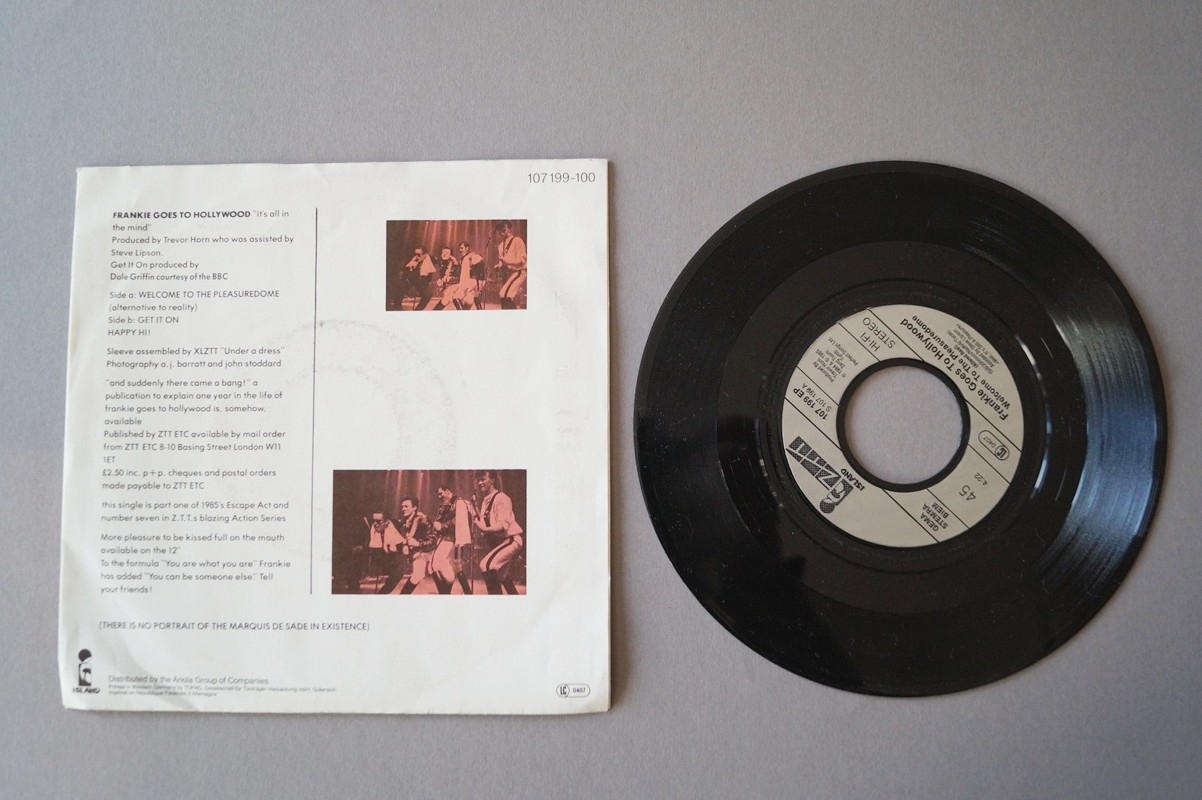 107 199-100
FRANKIE GOES TO HOLLYWOOD "it's all in
the mind"
Produced by Trevor Horn who was assisted by
Steve Lipson.
Get It On produced by
Dale Griffin courtesy of the BBC
Side a: WELCOME TO THE PLEASUREDOME
(alternative to reality)
Side b: GET IT ON
HAPPY HI!
Sleeve assembled by XLZTT "Under a dress"
Photography a.j. barratt and john stoddard
"and suddenly there came a bang!" a
publication to explain one year in the life of
frankie goes to hollywood is, somehow,
available
Published by ZTT ETC available by mail order
from ZTT ETC 8-10 Basing Street London W11
1ET
£2.50 inc. p+p. cheques and postal orders
made payable to ZTT ETC
this single is part one of 1985's Escape Act and
number seven in Z.T.T.s blazing Action Series
More pleasure to be kissed full on the mouth
available on the 12"
To the formula "You are what you are" Frankie
has added "You can be someone else." Tell
your friends!
(THERE IS NO PORTRAIT OF THE MARQUIS DE SADE IN EXISTENCE)
ISLAND
Distributed by the Ariola Group of Companies
LC 0407
Frankie Goes To Hollywood
Welcome To The Pleasuredome
HI-FI
STEREO
107 199 EP
S 107 199 A
ZTT
ISLAND
LC 0407
45
4:22
GEMA
STEMRA
BIEM